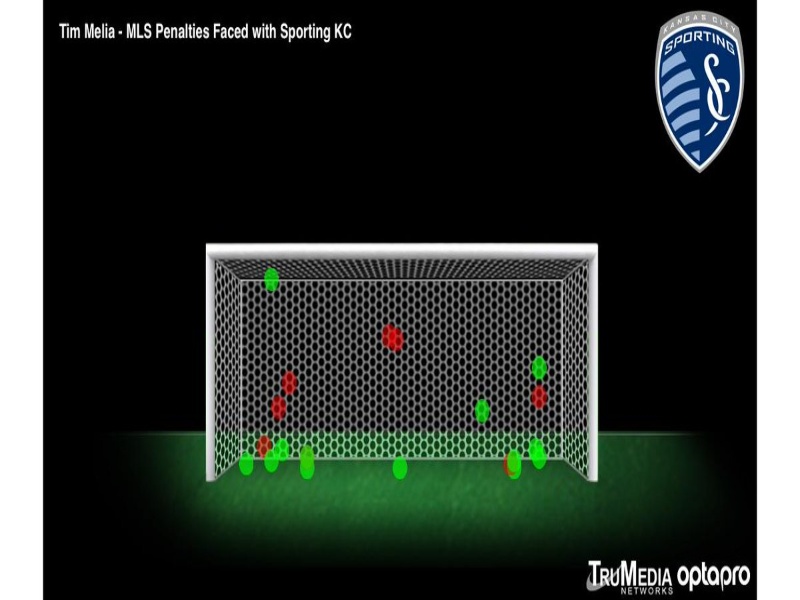 Tim Melia - MLS Penalties Faced with Sporting KC
KANSAS CITY
SPORTING
SC
TRUMEDIA optapro
NETWORKS